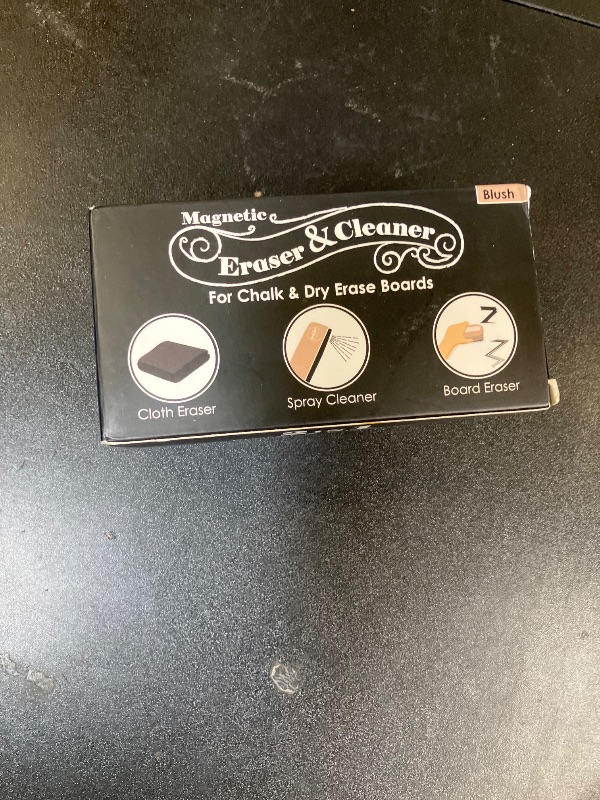 Blush
Magnetic
Eraser & Cleaner
For Chalk & Dry Erase Boards
Cloth Eraser
Spray Cleaner
Board Eraser